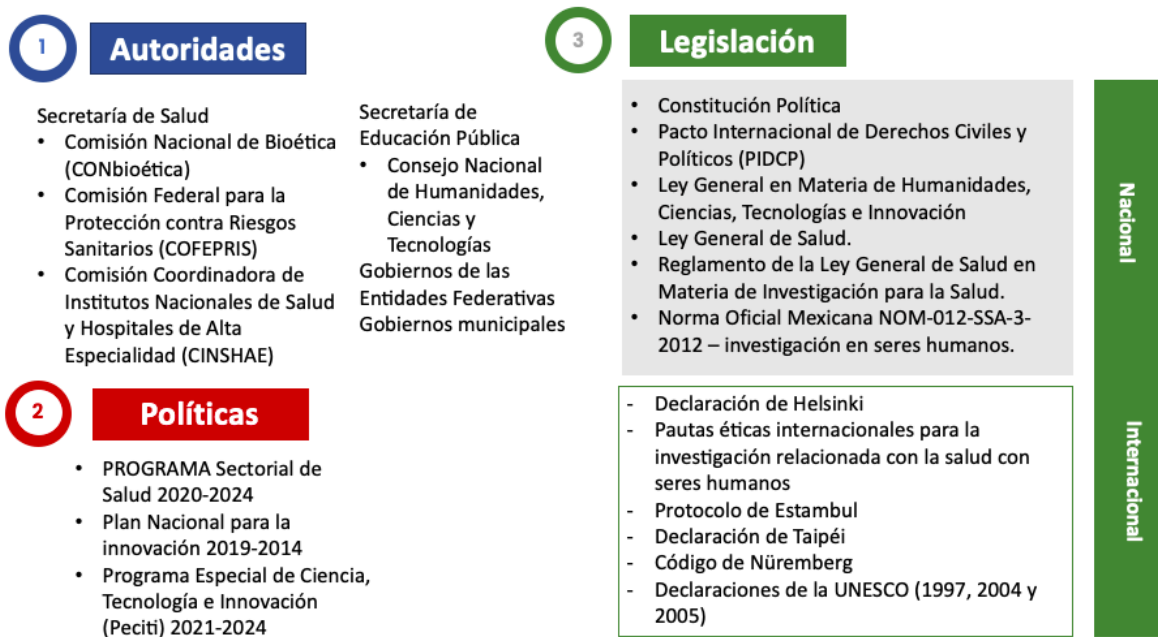 1
Autoridades
Secretaría de Salud
• Comisión Nacional de Bioética
(CONbioética)
• Comisión Federal para la
Protección contra Riesgos
Sanitarios (COFEPRIS)
• Comisión Coordinadora de
Institutos Nacionales de Salud
y Hospitales de Alta
Especialidad (CINSHAE)
Secretaría de
Educación Pública
• Consejo Nacional
de Humanidades,
Ciencias y
Tecnologías
Gobiernos de las
Entidades Federativas
Gobiernos municipales
2
Políticas
• PROGRAMA Sectorial de
Salud 2020-2024
• Plan Nacional para la
innovación 2019-2014
• Programa Especial de Ciencia,
Tecnología e Innovación
(Peciti) 2021-2024
3
Legislación
• Constitución Política
• Pacto Internacional de Derechos Civiles y
Políticos (PIDCP)
• Ley General en Materia de Humanidades,
Ciencias, Tecnologías e Innovación
• Ley General de Salud.
• Reglamento de la Ley General de Salud en
Materia de Investigación para la Salud.
• Norma Oficial Mexicana NOM-012-SSA-3-
2012 – investigación en seres humanos.
Nacional
- Declaración de Helsinki
- Pautas éticas internacionales para la
investigación relacionada con la salud con
seres humanos
- Protocolo de Estambul
- Declaración de Taipéi
- Código de Nüremberg
- Declaraciones de la UNESCO (1997, 2004 y
2005)
Internacional